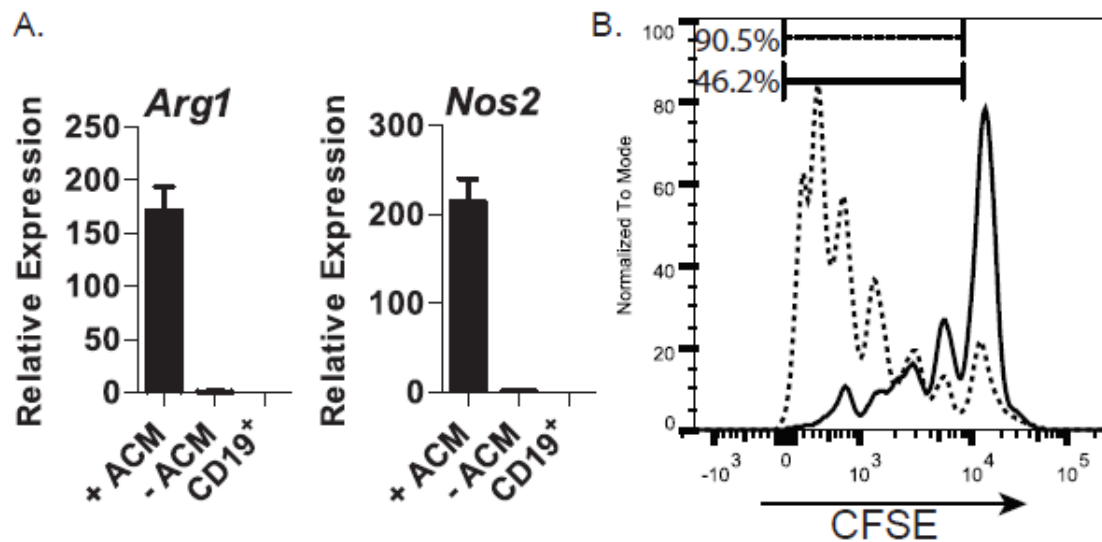 A.
Arg1
Relative Expression
250
200
150
100
50
0
+ ACM
- ACM
CD19+
Nos2
Relative Expression
300
200
100
0
+ ACM
- ACM
CD19+
B.
90.5%
46.2%
Normalized To Mode
100
80
60
40
20
0
-10³
0
10³
10⁴
10⁵
CFSE